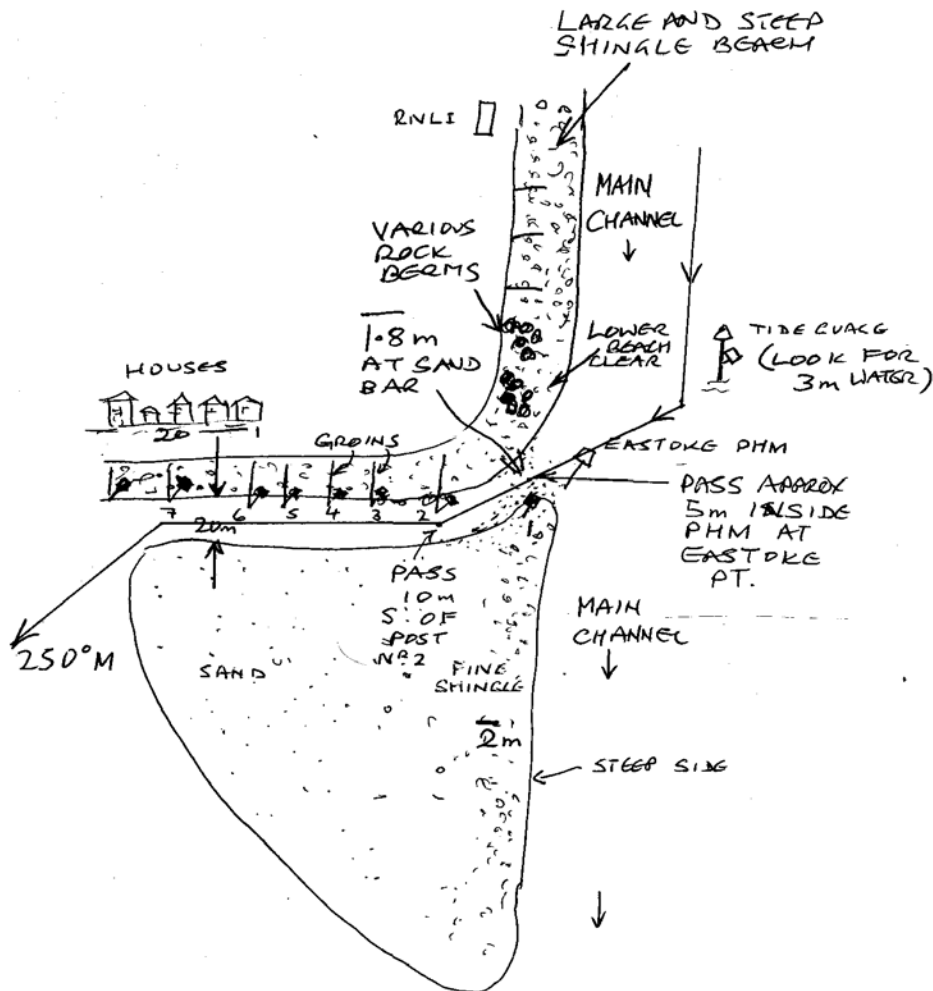 LARGE AND STEEP
SHINGLE BEACH
RNLI
MAIN
CHANNEL
VARIOUS
ROCK
BERMS
1.8m
AT SAND
BAR
LOWER
BEACH
CLEAR
TIDE GUAGE
(LOOK FOR
3m WATER)
HOUSES
20
1
GROINS
EASTOKE PHM
7
6
5
4
3
2
PASS APPROX
5m INSIDE
PHM AT
EASTOKE
PT.
20m
PASS
10m
S. OF
POST
NR. 2
250°M
MAIN
CHANNEL
SAND
FINE
SHINGLE
2m
STEEP SIDE